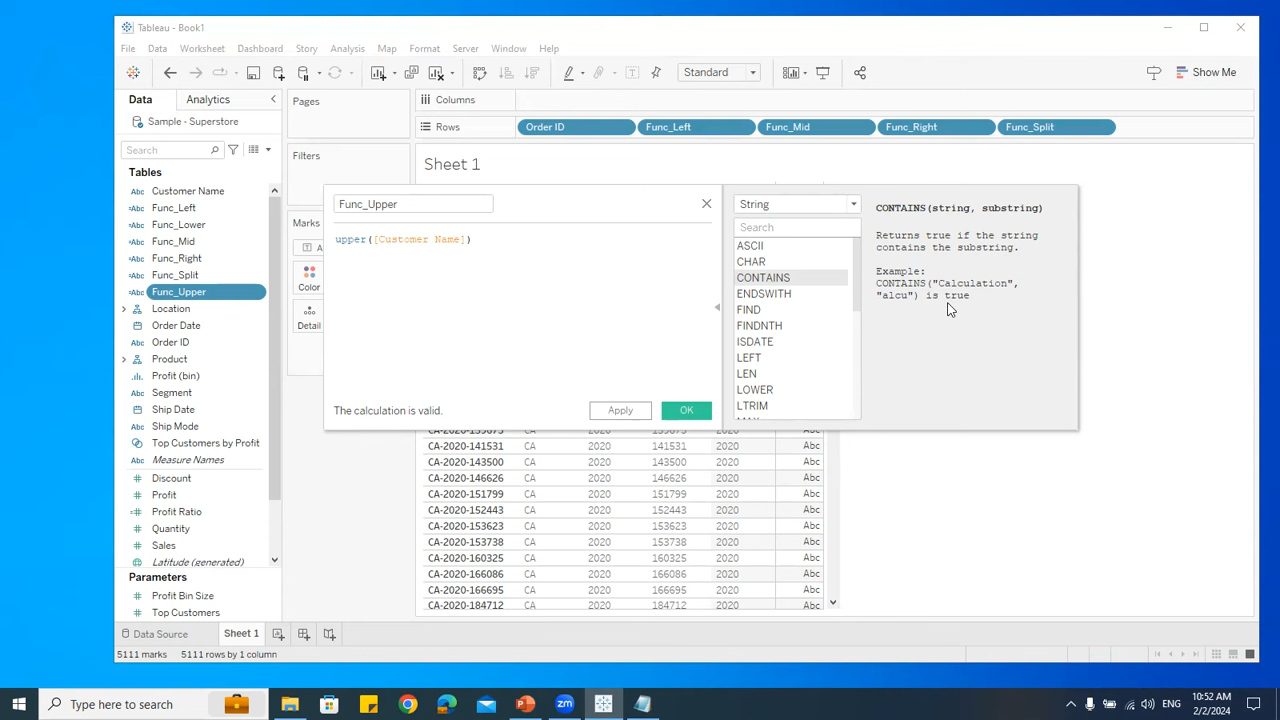 Tableau - Book1
File Data Worksheet Dashboard Story Analysis Map Format Server Window Help
Standard
Show Me
Data
Analytics
Sample - Superstore
Search
Tables
Abc Customer Name
=Abc Func_Left
=Abc Func_Lower
=Abc Func_Mid
=Abc Func_Right
=Abc Func_Split
=Abc Func_Upper
Location
Order Date
Abc Order ID
Product
Profit (bin)
Abc Segment
Ship Date
Abc Ship Mode
Top Customers by Profit
Abc Measure Names
Discount
Profit
Profit Ratio
Quantity
Sales
Latitude (generated)
Parameters
Profit Bin Size
Top Customers
Pages
Filters
Marks
Color
Detail
Columns
Rows
Order ID
Func_Left
Func_Mid
Func_Right
Func_Split
Sheet 1
Func_Upper
upper([Customer Name])
The calculation is valid.
Apply
OK
String
Search
ASCII
CHAR
CONTAINS
ENDSWITH
FIND
FINDNTH
ISDATE
LEFT
LEN
LOWER
LTRIM
CONTAINS(string, substring)
Returns true if the string
contains the substring.
Example:
CONTAINS("Calculation",
"alcu") is true
CA-2020-141531 CA 2020 141531 2020 Abc
CA-2020-143500 CA 2020 143500 2020 Abc
CA-2020-146626 CA 2020 146626 2020 Abc
CA-2020-151799 CA 2020 151799 2020 Abc
CA-2020-152443 CA 2020 152443 2020 Abc
CA-2020-153623 CA 2020 153623 2020 Abc
CA-2020-153738 CA 2020 153738 2020 Abc
CA-2020-160325 CA 2020 160325 2020 Abc
CA-2020-166086 CA 2020 166086 2020 Abc
CA-2020-166695 CA 2020 166695 2020 Abc
CA-2020-184712 CA 2020 184712 2020 Abc
Data Source
Sheet 1
5111 marks 5111 rows by 1 column
Type here to search
ENG
10:52 AM
2/2/2024